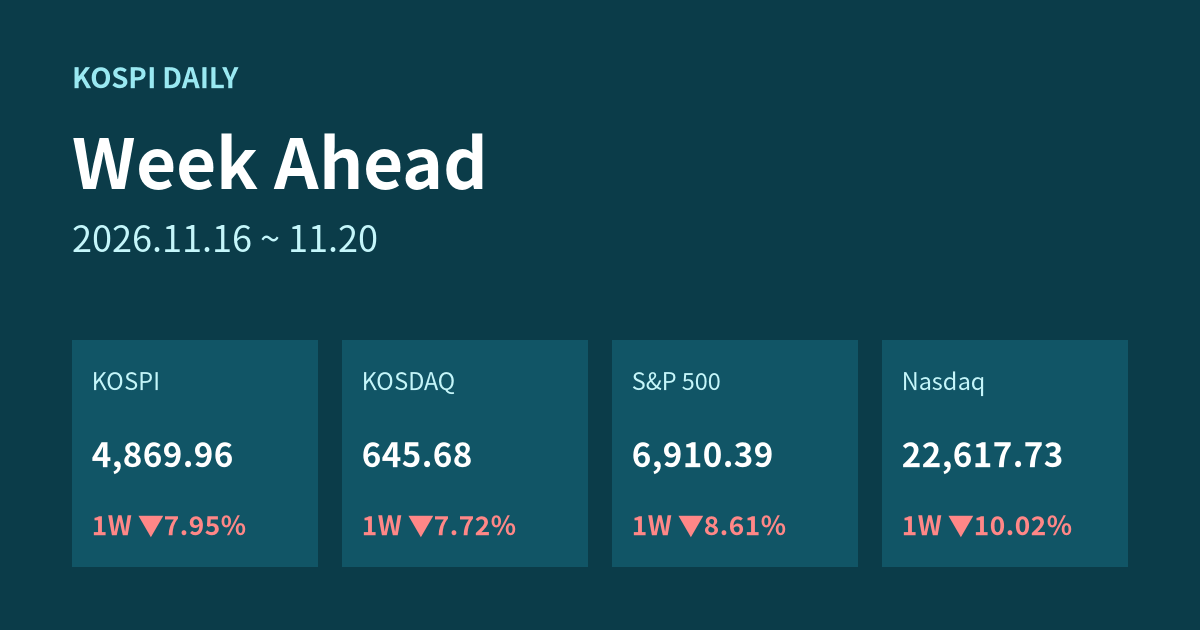 KOSPI DAILY
Week Ahead
2026.11.16 ~ 11.20
KOSPI
4,869.96
1W ▼7.95%
KOSDAQ
645.68
1W ▼7.72%
S&P 500
6,910.39
1W ▼8.61%
Nasdaq
22,617.73
1W ▼10.02%